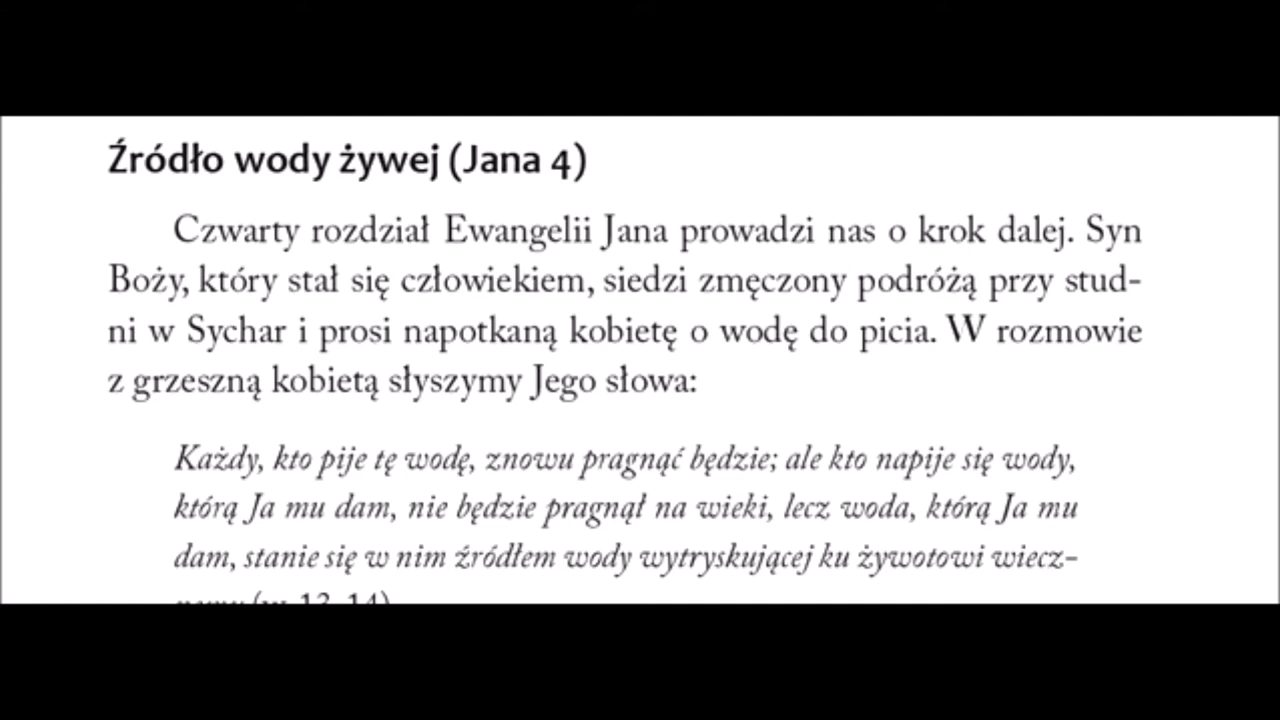 Źródło wody żywej (Jana 4)
Czwarty rozdział Ewangelii Jana prowadzi nas o krok dalej. Syn
Boży, który stał się człowiekiem, siedzi zmęczony podróżą przy stud-
ni w Sychar i prosi napotkaną kobietę o wodę do picia. W rozmowie
z grzeszną kobietą słyszymy Jego słowa:
Każdy, kto pije tę wodę, znowu pragnąć będzie; ale kto napije się wody,
którą Ja mu dam, nie będzie pragnął na wieki, lecz woda, którą Ja mu
dam, stanie się w nim źródłem wody wytryskującej ku żywotowi wiecz-